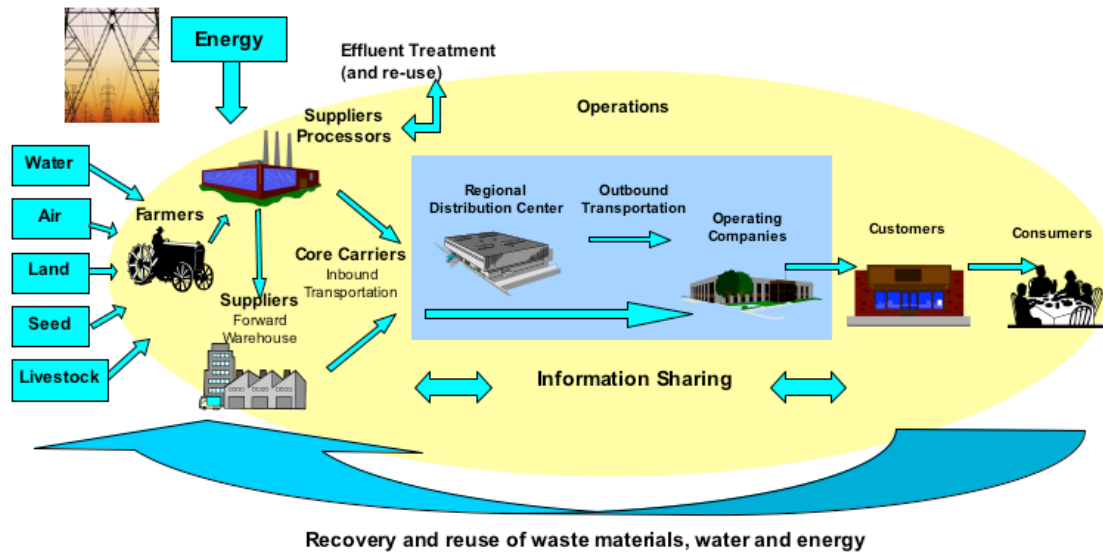 Energy
Effluent Treatment
(and re-use)
Operations
Suppliers
Processors
Water
Air
Land
Seed
Livestock
Farmers
Suppliers
Forward
Warehouse
Core Carriers
Inbound
Transportation
Regional
Distribution Center
Outbound
Transportation
Operating
Companies
Customers
Consumers
Information Sharing
Recovery and reuse of waste materials, water and energy